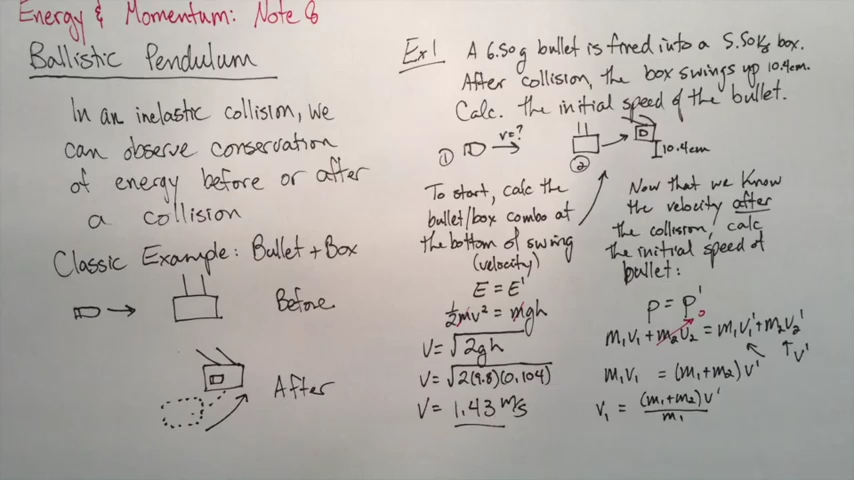 Energy & Momentum: Note 8
Ballistic Pendulum
In an inelastic collision, we
can observe conservation
of energy before or after
a collision
Classic Example: Bullet + Box
Before
After
Ex1 A 6.50g bullet is fired into a 5.50kg box.
After collision, the box swings up 10.4cm.
Calc. the initial speed of the bullet.
① v=?
②
10.4cm
To start, calc the
bullet/box combo at
the bottom of swing
(velocity)
E = E'
½mv² = mgh
V = √2gh
V = √2(9.8)(0.104)
V = 1.43 m/s
Now that we know
the velocity after
the collision, calc
the initial speed of
bullet:
p = p'
0
m₁v₁ + m₂v₂ = m₁v₁' + m₂v₂'
v'
m₁v₁ = (m₁+m₂)v'
v₁ = (m₁+m₂)v'
m₁